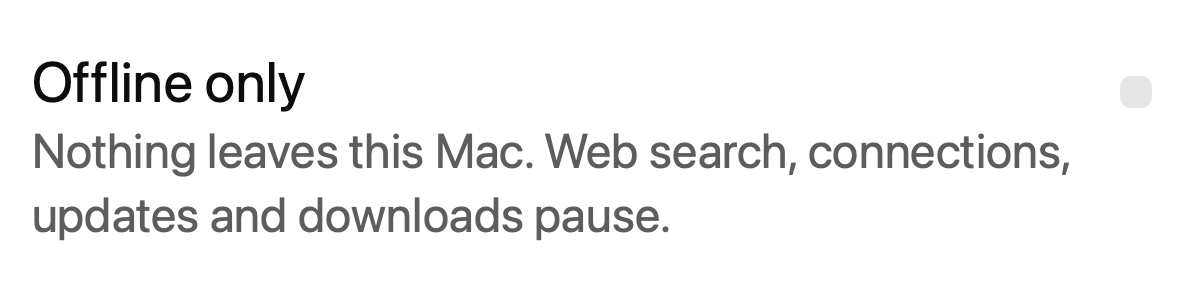 Offline only
Nothing leaves this Mac. Web search, connections,
updates and downloads pause.